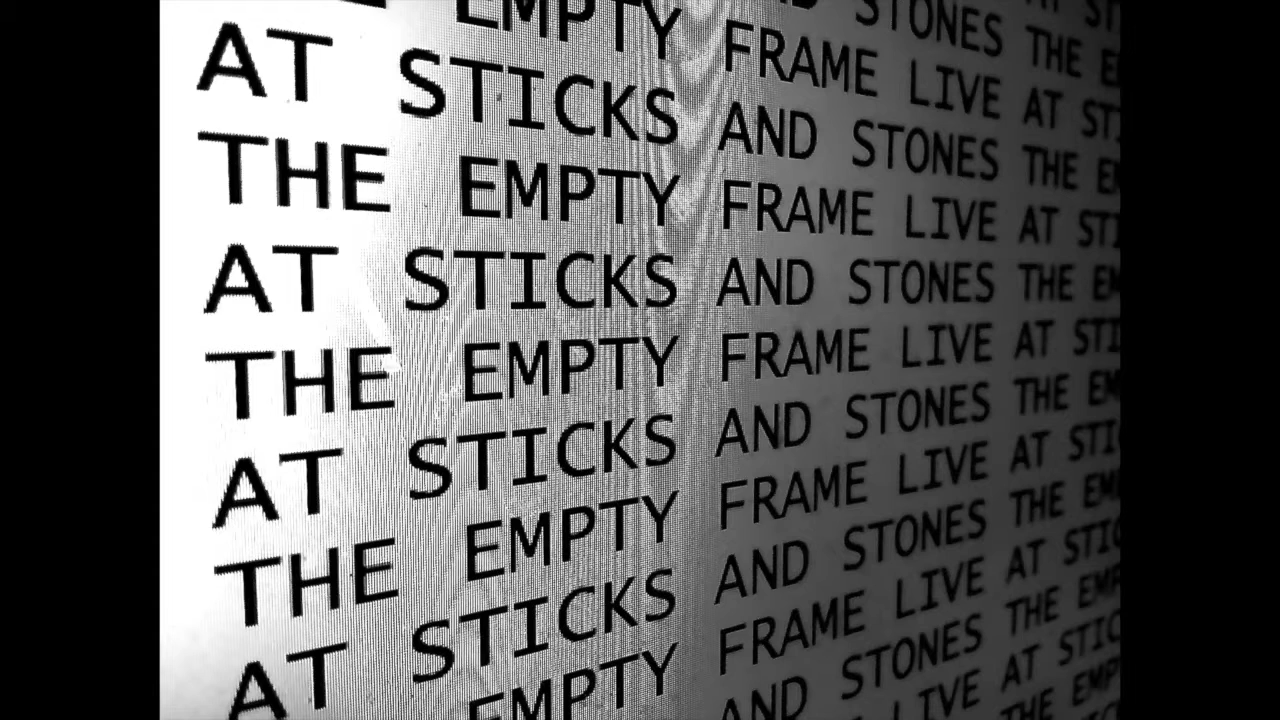 EMPTY FRAME LIVE AT
AT STICKS AND STONES THE
THE EMPTY FRAME LIVE AT
AT STICKS AND STONES THE
THE EMPTY FRAME LIVE AT
AT STICKS AND STONES THE
THE EMPTY FRAME LIVE AT
AT STICKS AND STONES THE
EMPTY FRAME LIVE AT
AND STONES THE
LIVE AT
THE